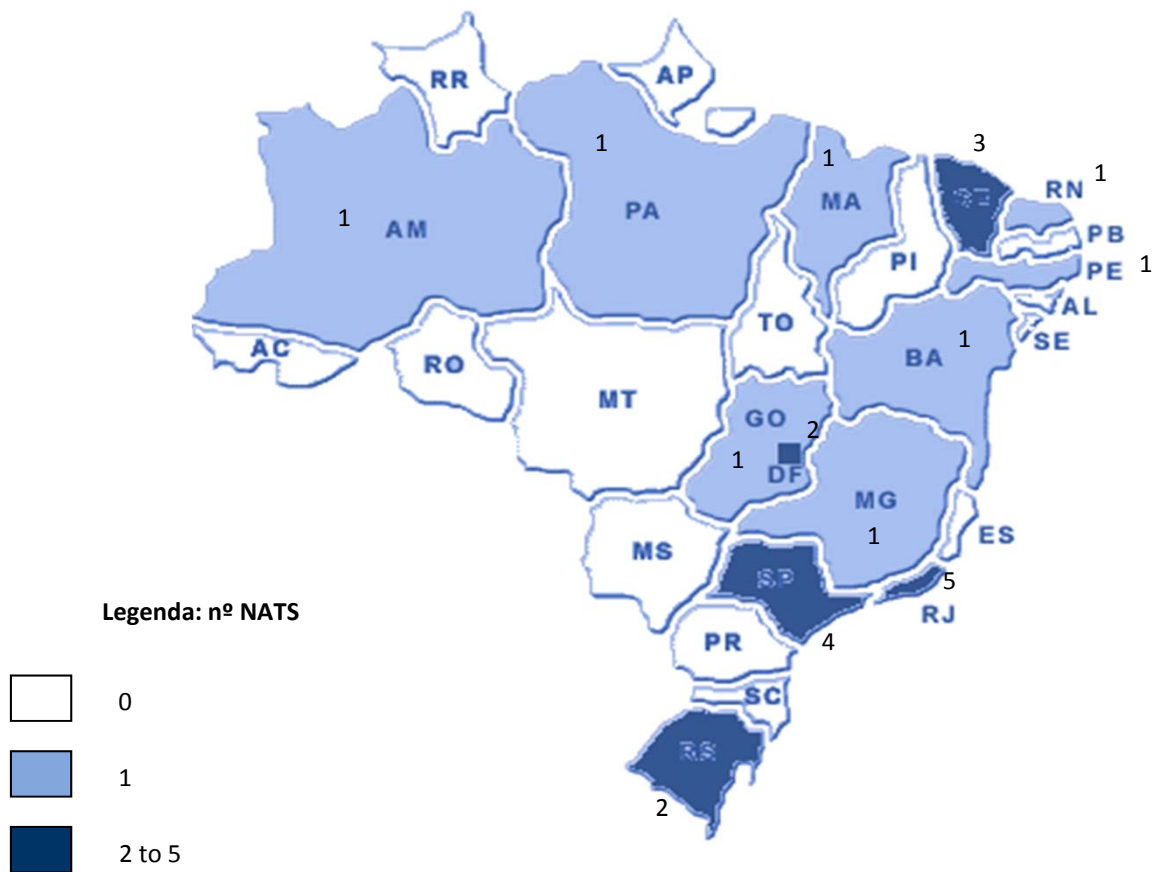 RR
AP
1
1
3
1
RN
PA
MA
CE
1
AM
PB
PI
PE
1
AL
TO
SE
AC
RO
BA
1
MT
GO
2
1
DF
MG
1
ES
MS
SP
5
RJ
Legenda: nº NATS
PR
4
0
SC
RS
1
2
2 to 5